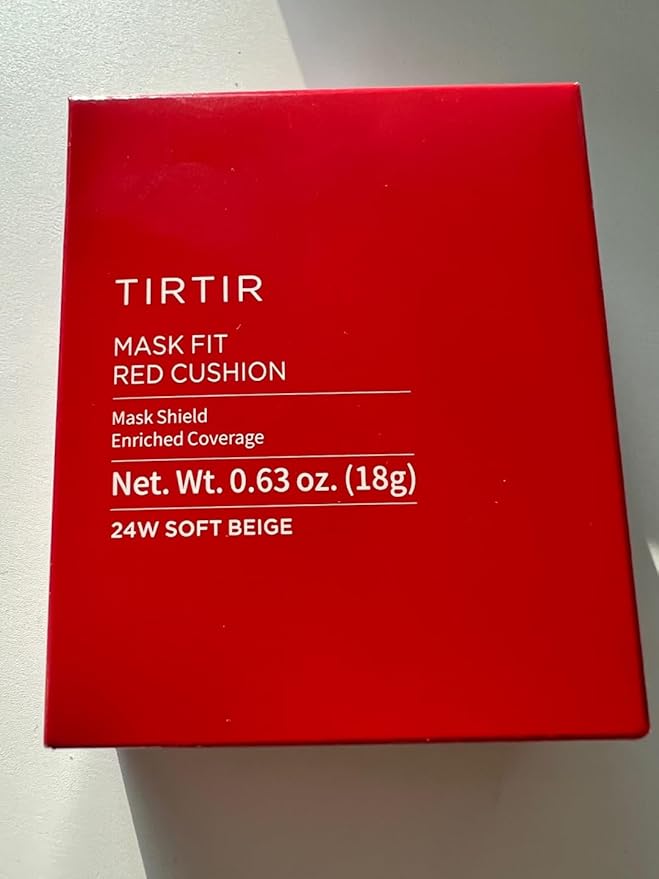 TIRTIR
MASK FIT
RED CUSHION
Mask Shield
Enriched Coverage
Net. Wt. 0.63 oz. (18g)
24W SOFT BEIGE